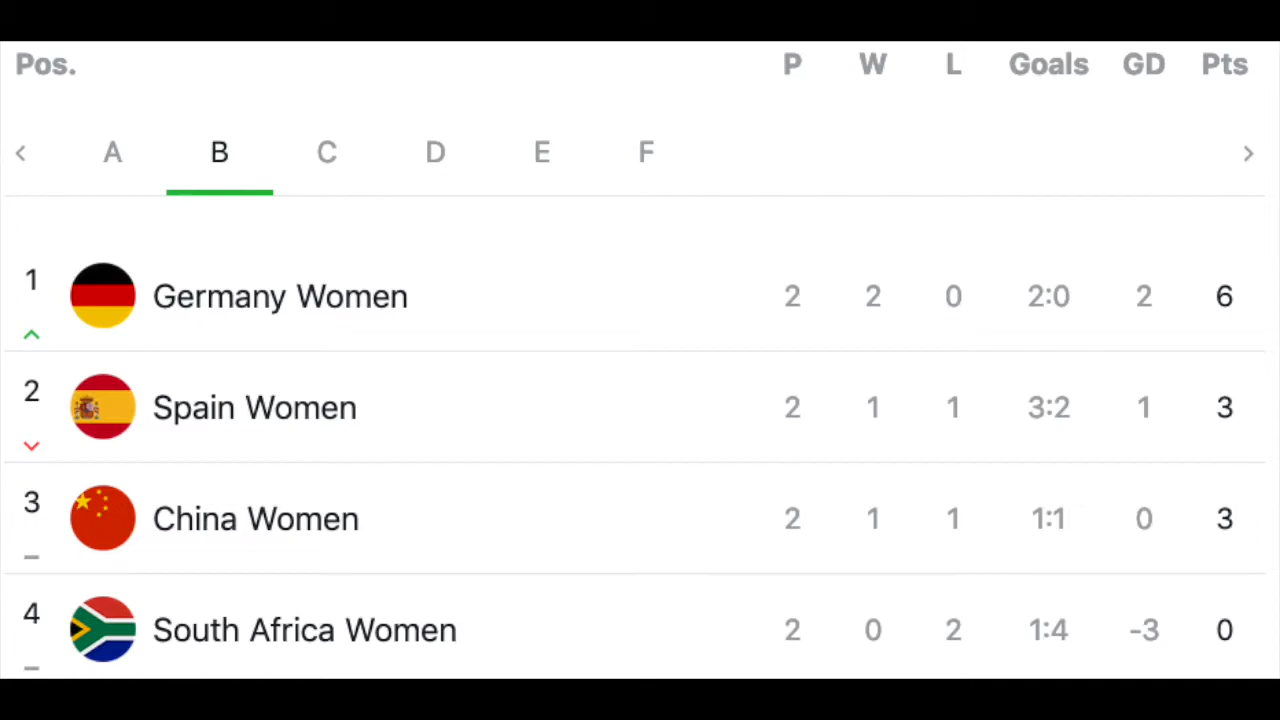 Pos. P W L Goals GD Pts
A B C D E F
1 Germany Women 2 2 0 2:0 2 6
2 Spain Women 2 1 1 3:2 1 3
3 China Women 2 1 1 1:1 0 3
4 South Africa Women 2 0 2 1:4 -3 0